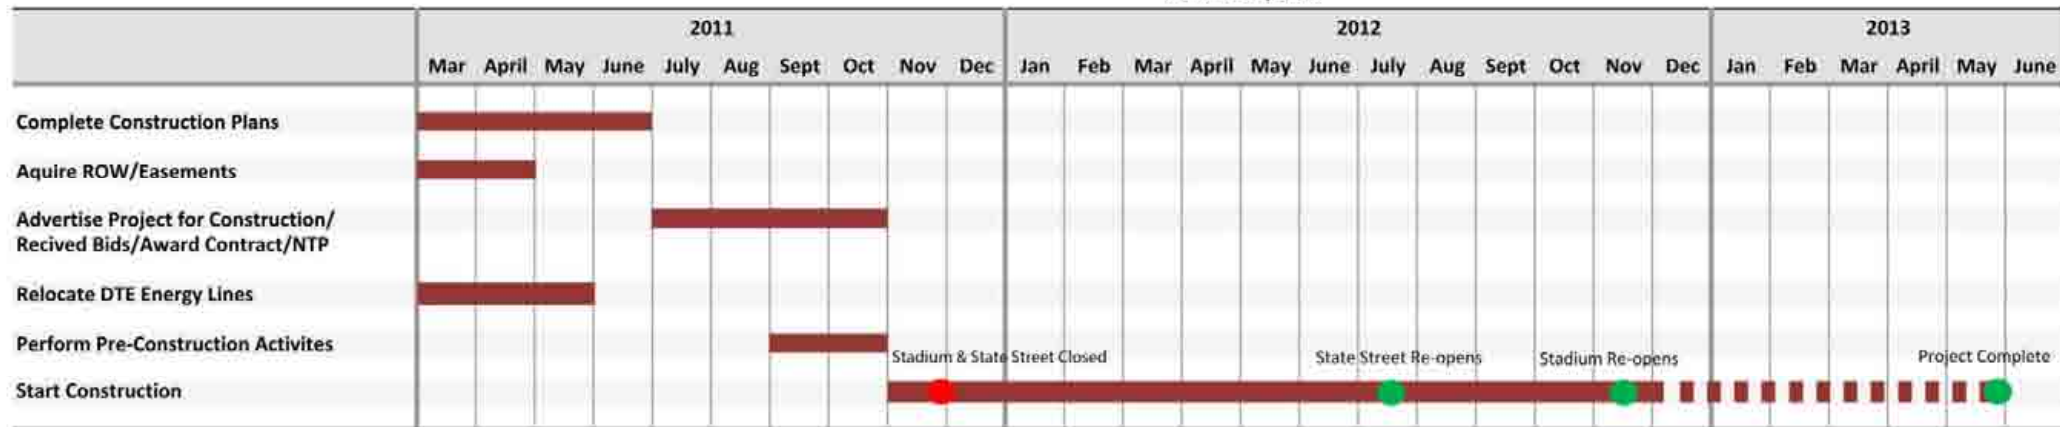 2011 2012 2013
Mar April May June July Aug Sept Oct Nov Dec Jan Feb Mar April May June July Aug Sept Oct Nov Dec Jan Feb Mar April May June
Complete Construction Plans
Aquire ROW/Easements
Advertise Project for Construction/
Recived Bids/Award Contract/NTP
Relocate DTE Energy Lines
Perform Pre-Construction Activites
Stadium & State Street Closed State Street Re-opens Stadium Re-opens Project Complete
Start Construction